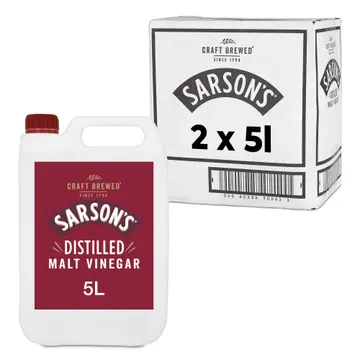 CRAFT BREWED
SINCE 1794
SARSON'S
2 x 5l
CRAFT BREWED
SINCE 1794
SARSON'S
DISTILLED
MALT VINEGAR
5L